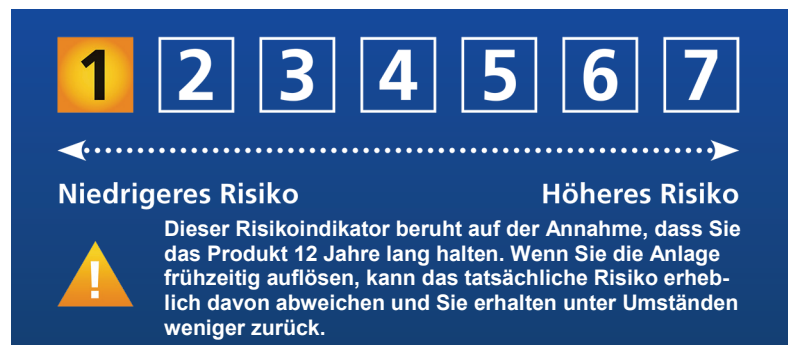 1 2 3 4 5 6 7
Niedrigeres Risiko Höheres Risiko
Dieser Risikoindikator beruht auf der Annahme, dass Sie
das Produkt 12 Jahre lang halten. Wenn Sie die Anlage
frühzeitig auflösen, kann das tatsächliche Risiko erheb-
lich davon abweichen und Sie erhalten unter Umständen
weniger zurück.